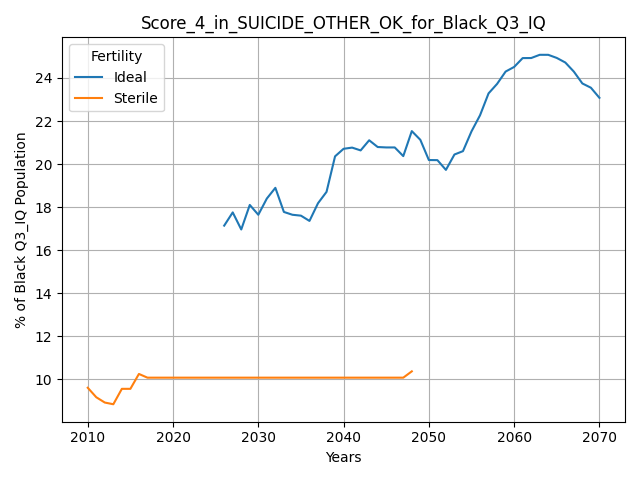 Score_4_in_SUICIDE_OTHER_OK_for_Black_Q3_IQ
Fertility
Ideal
Sterile
% of Black Q3_IQ Population
24
22
20
18
16
14
12
10
2010 2020 2030 2040 2050 2060 2070
Years